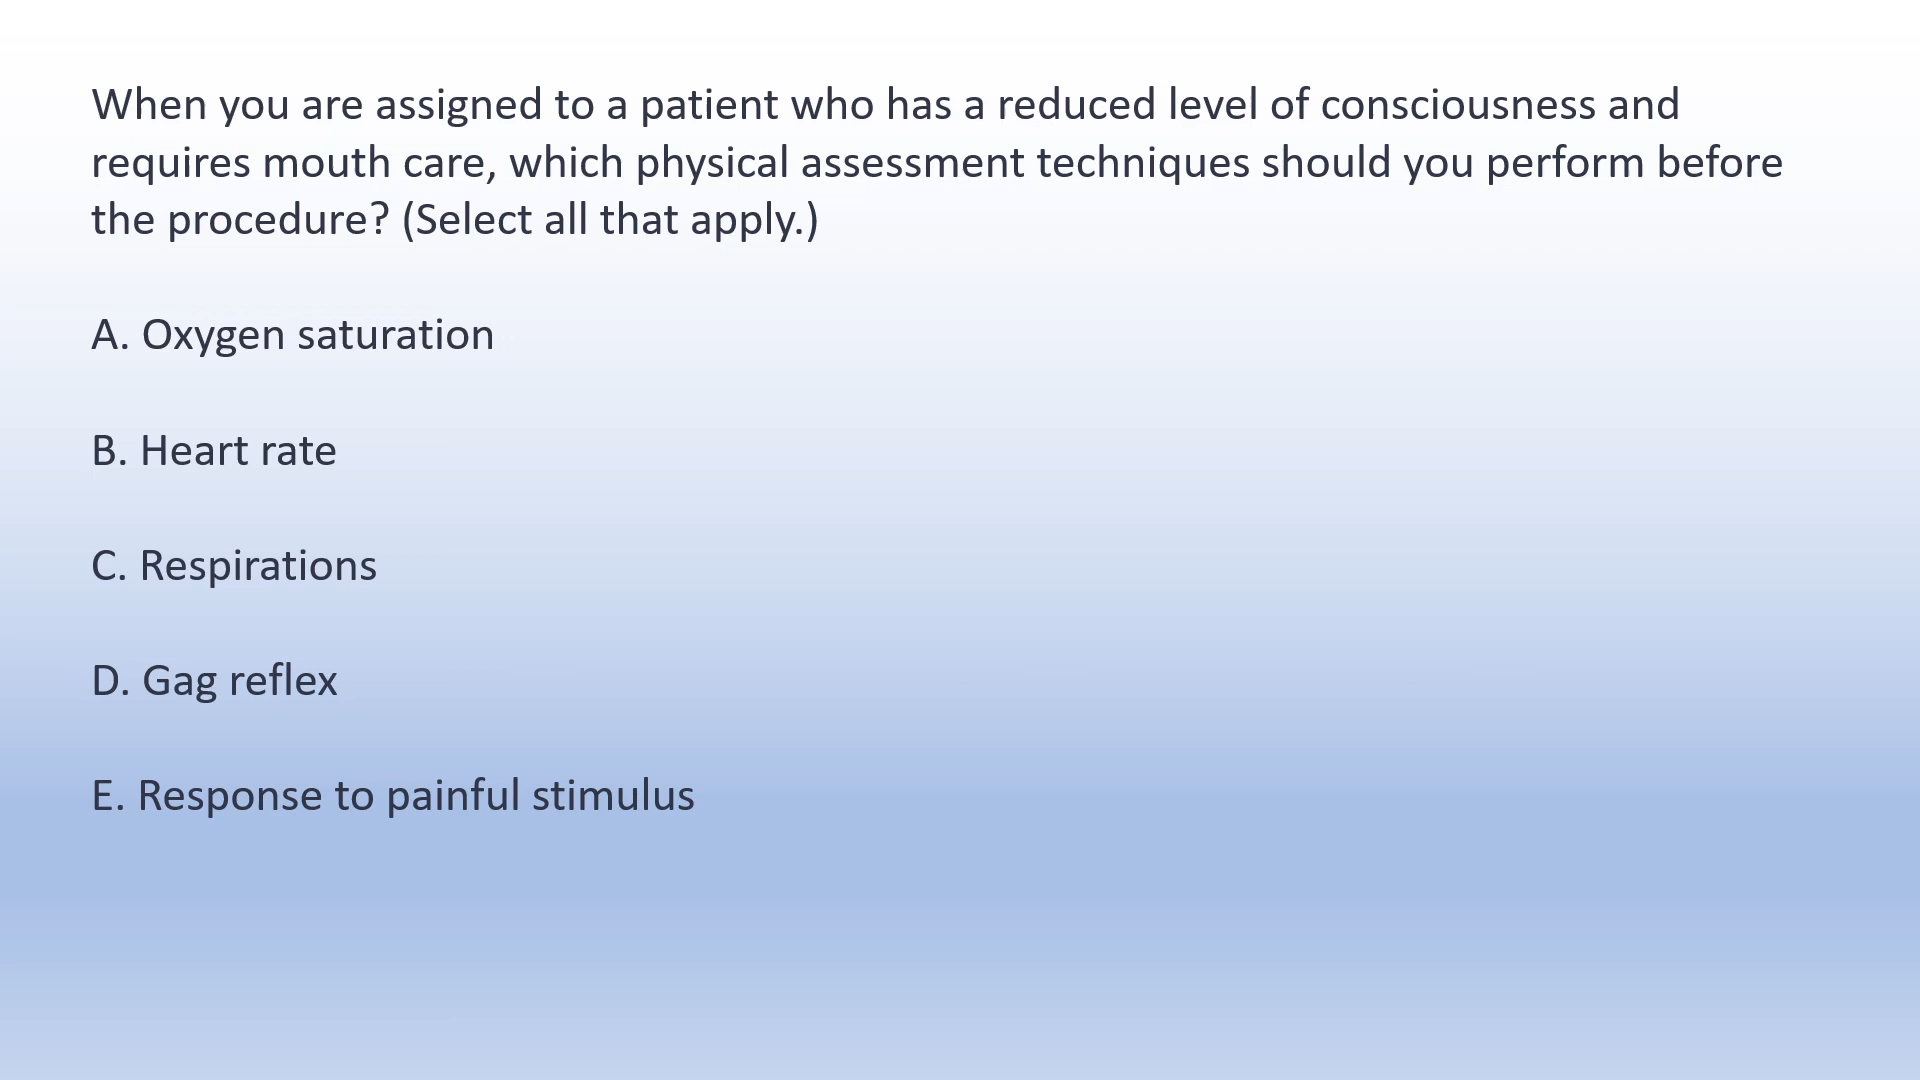 When you are assigned to a patient who has a reduced level of consciousness and
requires mouth care, which physical assessment techniques should you perform before
the procedure? (Select all that apply.)
A. Oxygen saturation
B. Heart rate
C. Respirations
D. Gag reflex
E. Response to painful stimulus